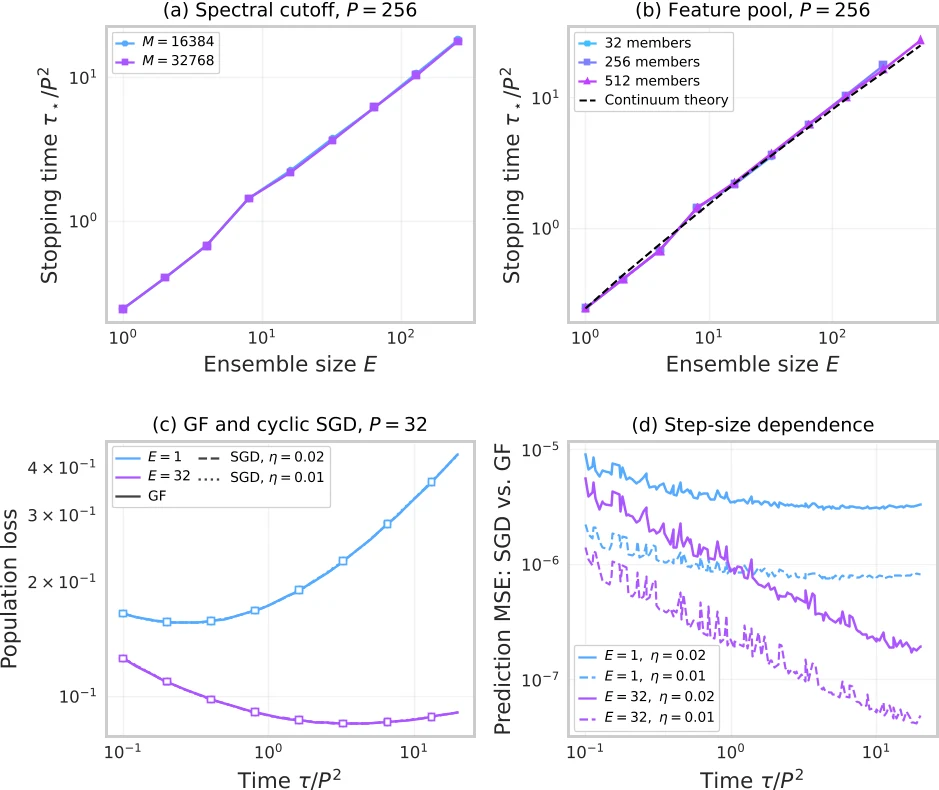 (a) Spectral cutoff, P = 256
M = 16384
M = 32768
10¹
10⁰
Stopping time τ⋆/P²
10⁰ 10¹ 10²
Ensemble size E
(b) Feature pool, P = 256
32 members
256 members
512 members
Continuum theory
10¹
10⁰
Stopping time τ⋆/P²
10⁰ 10¹ 10²
Ensemble size E
(c) GF and cyclic SGD, P = 32
E = 1 SGD, η = 0.02
E = 32 SGD, η = 0.01
GF
4 × 10⁻¹
3 × 10⁻¹
2 × 10⁻¹
10⁻¹
Population loss
10⁻¹ 10⁰ 10¹
Time τ/P²
(d) Step-size dependence
10⁻⁵
10⁻⁶
10⁻⁷
Prediction MSE: SGD vs. GF
E = 1, η = 0.02
E = 1, η = 0.01
E = 32, η = 0.02
E = 32, η = 0.01
10⁻¹ 10⁰ 10¹
Time τ/P²